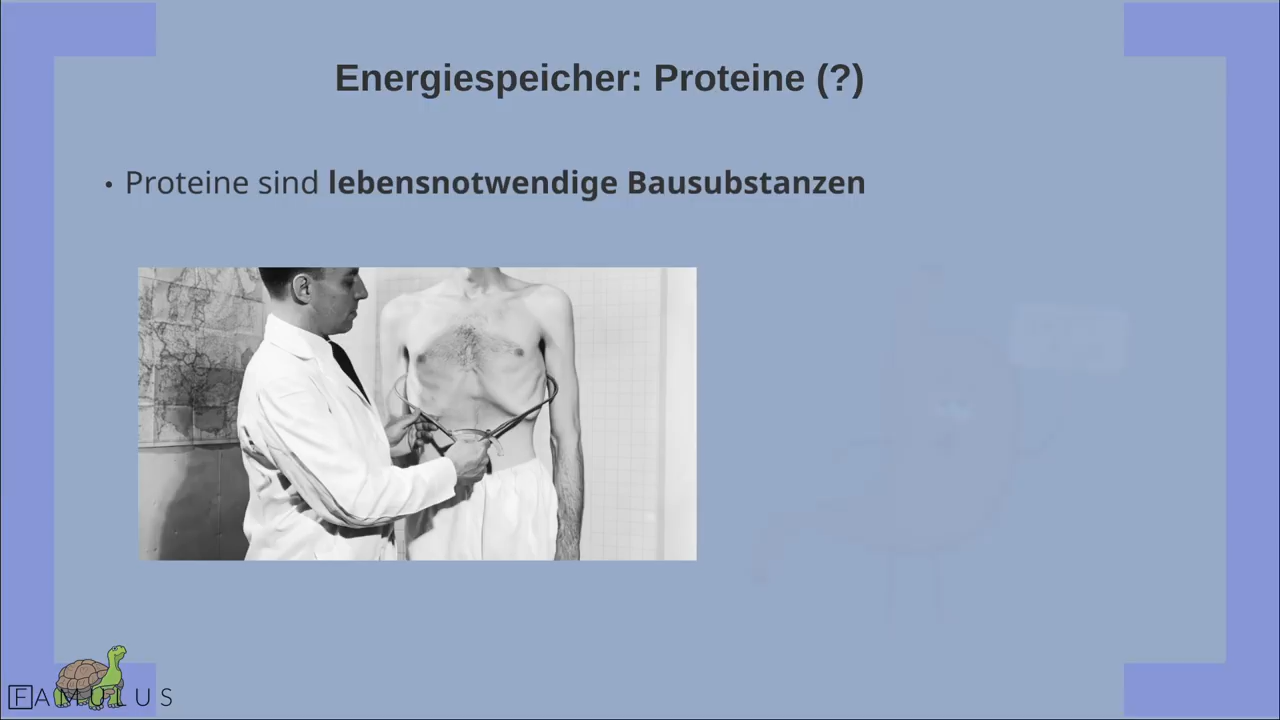 Energiespeicher: Proteine (?)
• Proteine sind lebensnotwendige Bausubstanzen
FAMULUS